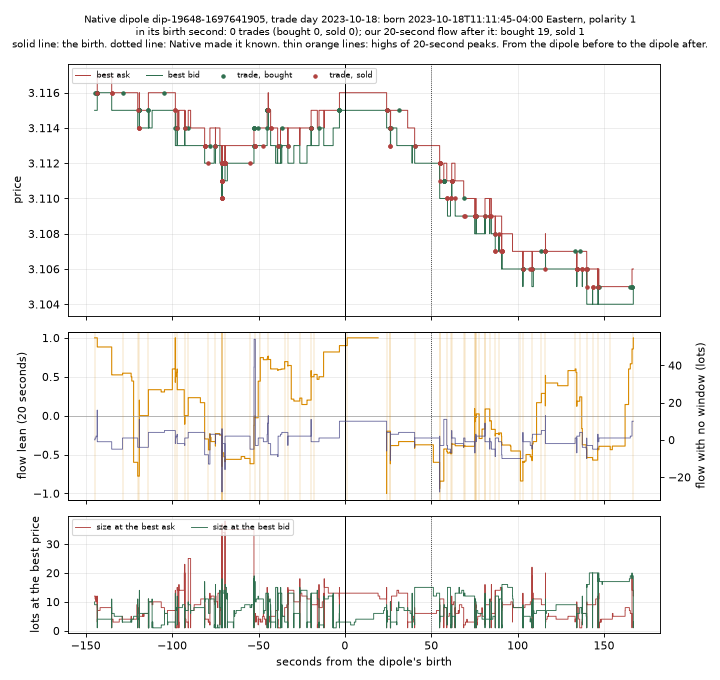 Native dipole dip-19648-1697641905, trade day 2023-10-18: born 2023-10-18T11:11:45-04:00 Eastern, polarity 1
in its birth second: 0 trades (bought 0, sold 0); our 20-second flow after it: bought 19, sold 1
solid line: the birth. dotted line: Native made it known. thin orange lines: highs of 20-second peaks. From the dipole before to the dipole after.
best ask
best bid
trade, bought
trade, sold
3.116
3.114
3.112
3.110
3.108
3.106
3.104
price
1.0
0.5
0.0
−0.5
−1.0
flow lean (20 seconds)
40
20
0
−20
flow with no window (lots)
size at the best ask
size at the best bid
30
20
10
0
lots at the best price
−150
−100
−50
0
50
100
150
seconds from the dipole's birth